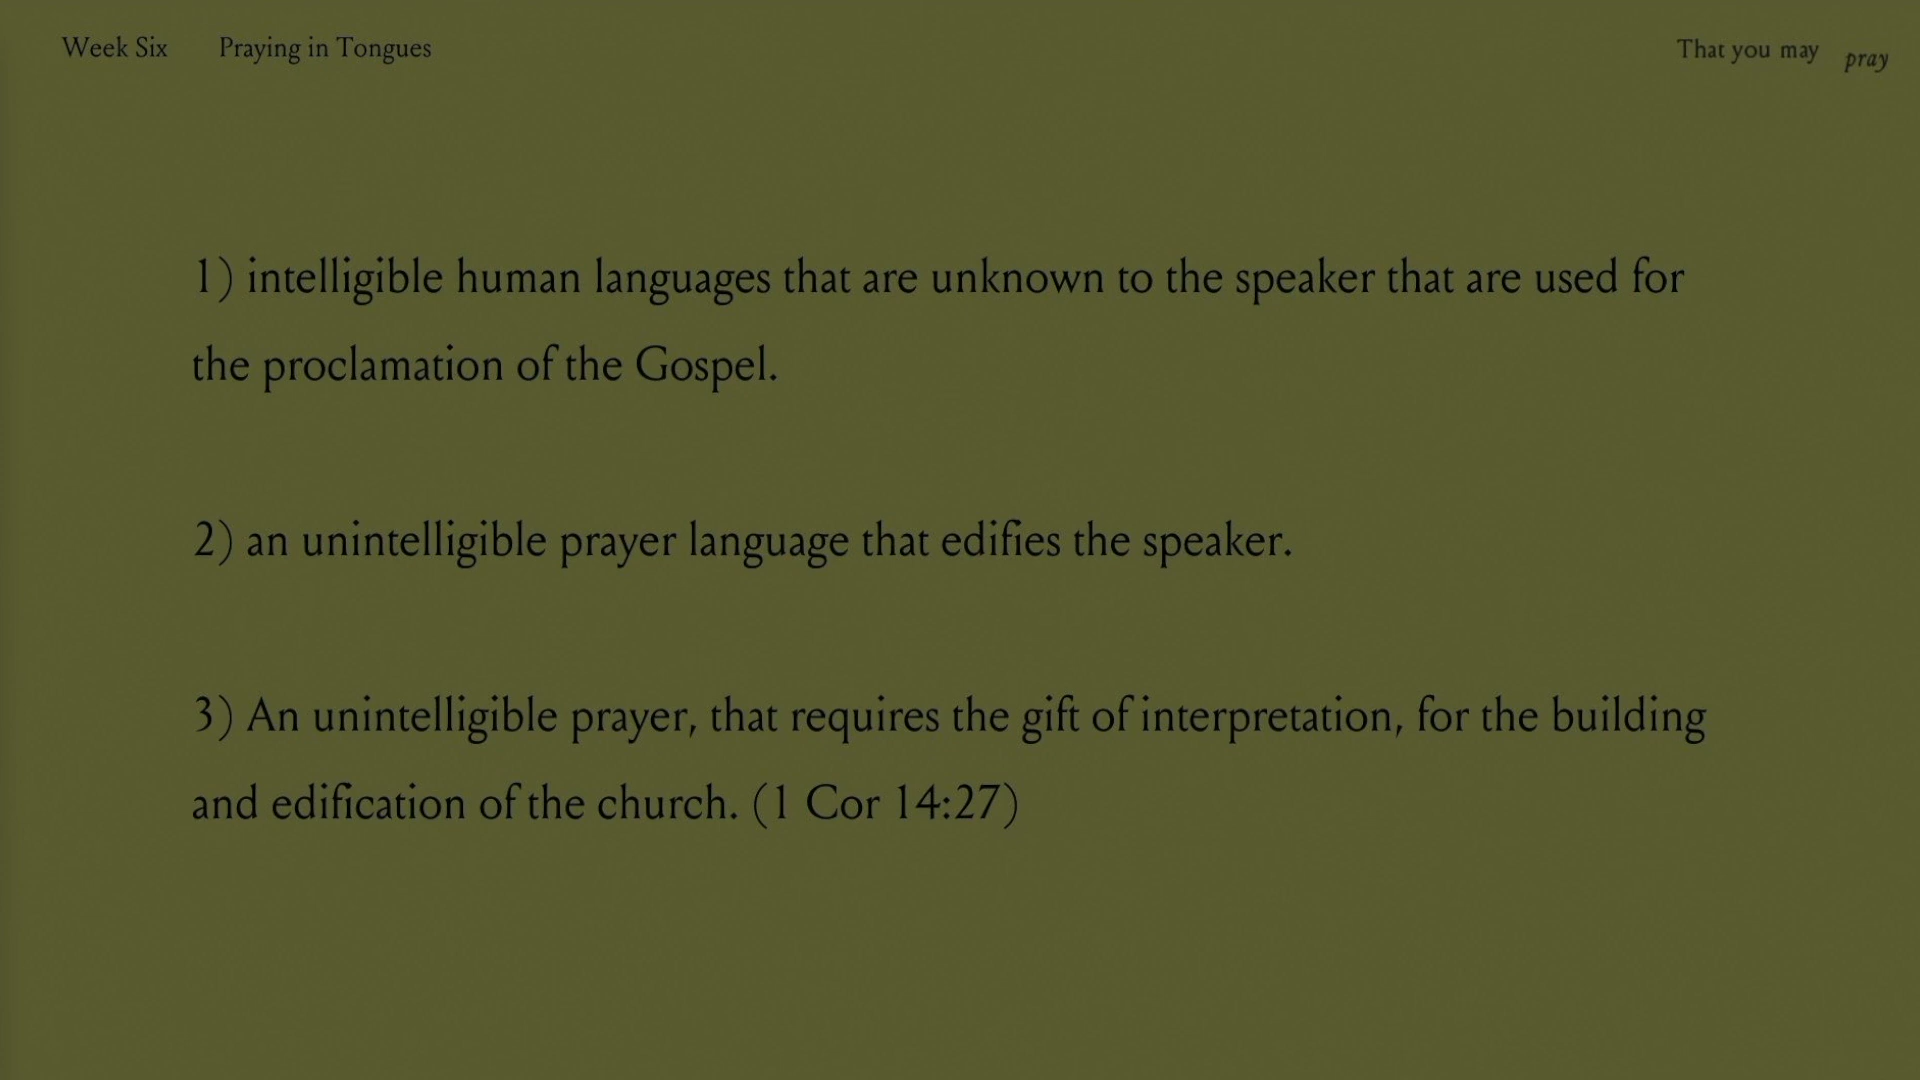 Week Six Praying in Tongues That you may pray
1) intelligible human languages that are unknown to the speaker that are used for
the proclamation of the Gospel.
2) an unintelligible prayer language that edifies the speaker.
3) An unintelligible prayer, that requires the gift of interpretation, for the building
and edification of the church. (1 Cor 14:27)